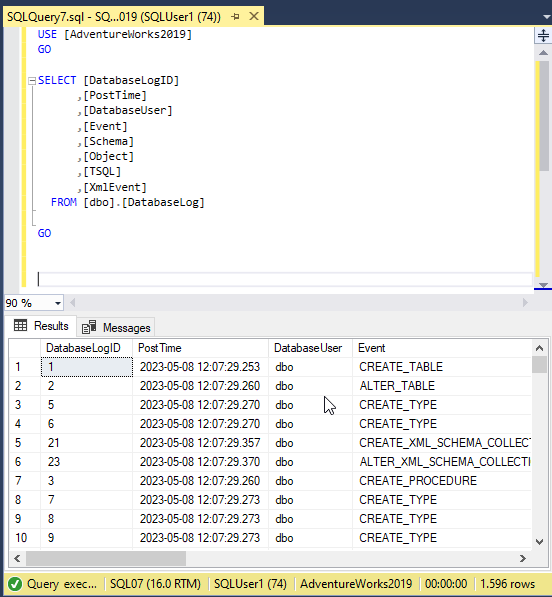 SQLQuery7.sql - SQ...019 (SQLUser1 (74))
USE [AdventureWorks2019]
GO
SELECT [DatabaseLogID]
,[PostTime]
,[DatabaseUser]
,[Event]
,[Schema]
,[Object]
,[TSQL]
,[XmlEvent]
FROM [dbo].[DatabaseLog]
GO
90 %
Results Messages
DatabaseLogID PostTime DatabaseUser Event
1 1 2023-05-08 12:07:29.253 dbo CREATE_TABLE
2 2 2023-05-08 12:07:29.260 dbo ALTER_TABLE
3 5 2023-05-08 12:07:29.270 dbo CREATE_TYPE
4 6 2023-05-08 12:07:29.270 dbo CREATE_TYPE
5 21 2023-05-08 12:07:29.357 dbo CREATE_XML_SCHEMA_COLLECT
6 23 2023-05-08 12:07:29.370 dbo ALTER_XML_SCHEMA_COLLECTI
7 3 2023-05-08 12:07:29.260 dbo CREATE_PROCEDURE
8 7 2023-05-08 12:07:29.273 dbo CREATE_TYPE
9 8 2023-05-08 12:07:29.273 dbo CREATE_TYPE
10 9 2023-05-08 12:07:29.273 dbo CREATE_TYPE
Query exec... SQL07 (16.0 RTM) SQLUser1 (74) AdventureWorks2019 00:00:00 1.596 rows